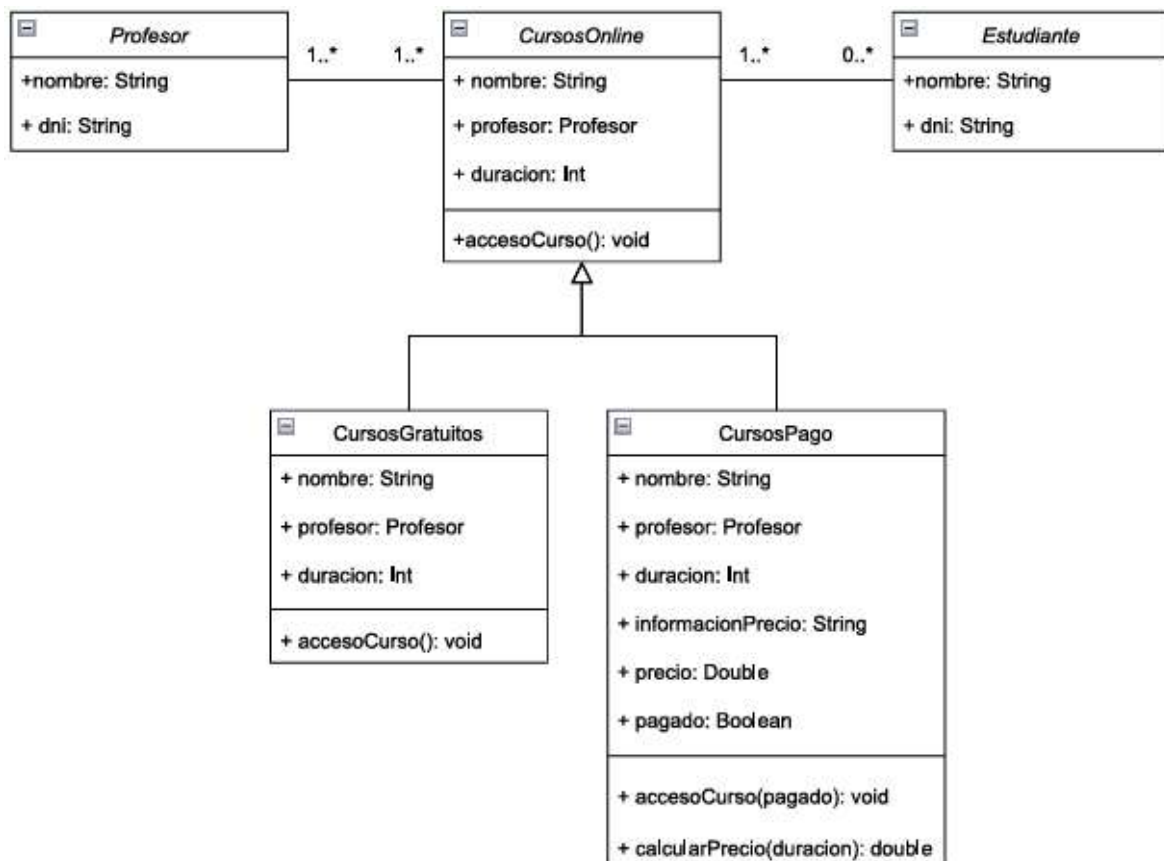 Profesor
+nombre: String
+ dni: String
1..*
1..*
CursosOnline
+ nombre: String
+ profesor: Profesor
+ duracion: Int
+accesoCurso(): void
1..*
0..*
Estudiante
+nombre: String
+ dni: String
CursosGratuitos
+ nombre: String
+ profesor: Profesor
+ duracion: Int
+ accesoCurso(): void
CursosPago
+ nombre: String
+ profesor: Profesor
+ duracion: Int
+ informacionPrecio: String
+ precio: Double
+ pagado: Boolean
+ accesoCurso(pagado): void
+ calcularPrecio(duracion): double